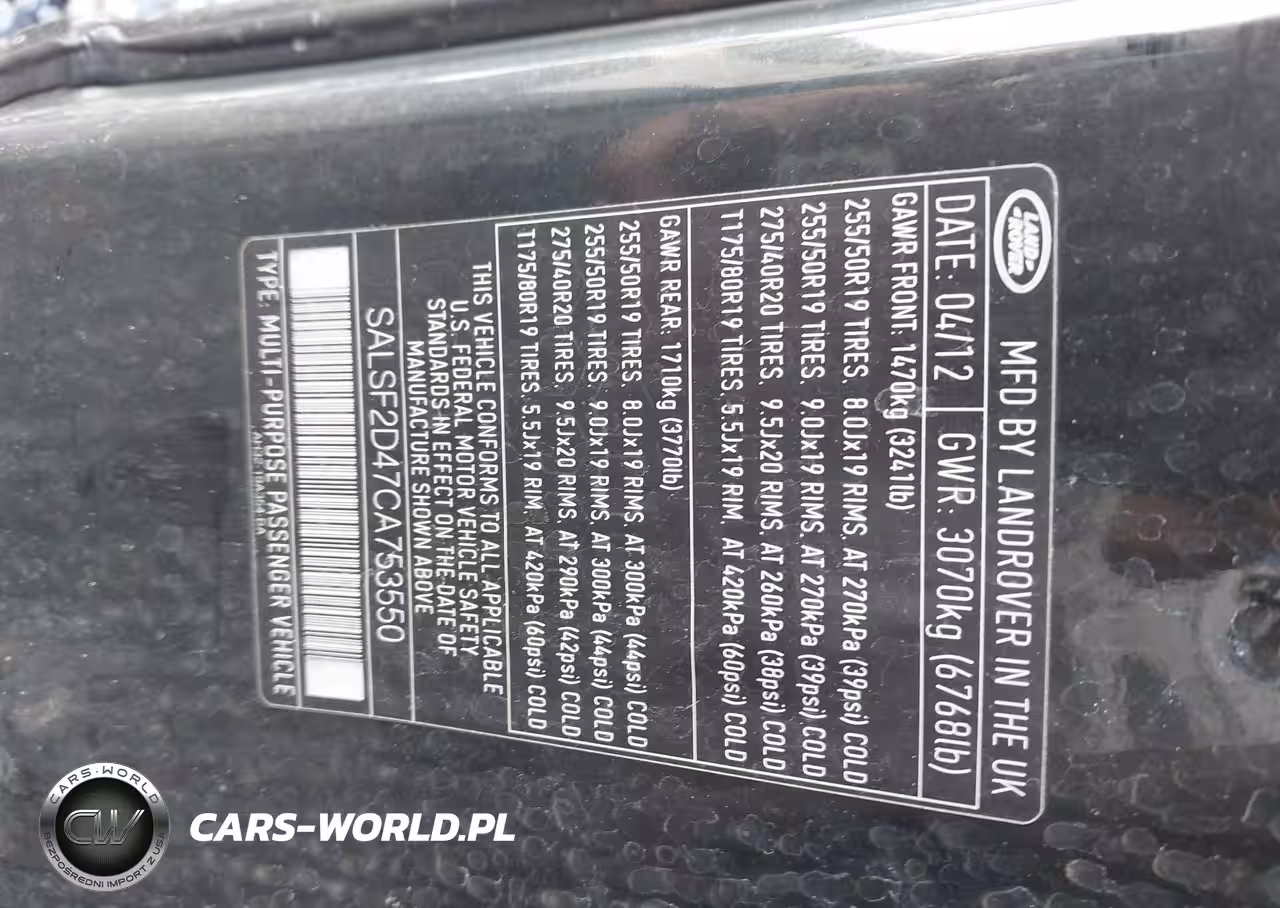 LAND
ROVER
MFD BY LANDROVER IN THE UK
DATE: 04/12 GWR: 3070kg (6768lb)
GAWR FRONT: 1470kg (3241lb)
255/50R19 TIRES. 8.0Jx19 RIMS. AT 270kPa (39psi) COLD
255/50R19 TIRES. 9.0Jx19 RIMS. AT 270kPa (39psi) COLD
275/40R20 TIRES. 9.5Jx20 RIMS. AT 260kPa (38psi) COLD
T175/80R19 TIRES. 5.5Jx19 RIM. AT 420kPa (60psi) COLD
GAWR REAR: 1710kg (3770lb)
255/50R19 TIRES. 8.0Jx19 RIMS. AT 300kPa (44psi) COLD
255/50R19 TIRES. 9.0Jx19 RIMS. AT 300kPa (44psi) COLD
275/40R20 TIRES. 9.5Jx20 RIMS. AT 290kPa (42psi) COLD
T175/80R19 TIRES. 5.5Jx19 RIM. AT 420kPa (60psi) COLD
THIS VEHICLE CONFORMS TO ALL APPLICABLE
U.S. FEDERAL MOTOR VEHICLE SAFETY
STANDARDS IN EFFECT ON THE DATE OF
MANUFACTURE SHOWN ABOVE
SALSF2D47CA753550
TYPE: MULTI-PURPOSE PASSENGER VEHICLE
CARS-WORLD
CW
BEZPOŚREDNI IMPORT Z USA
CARS-WORLD.PL